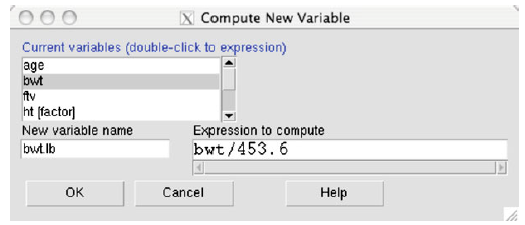 Compute New Variable
Current variables (double-click to expression)
age
bwt
ftv
ht [factor]
New variable name
Expression to compute
bwt.lb
bwt/453.6
OK
Cancel
Help